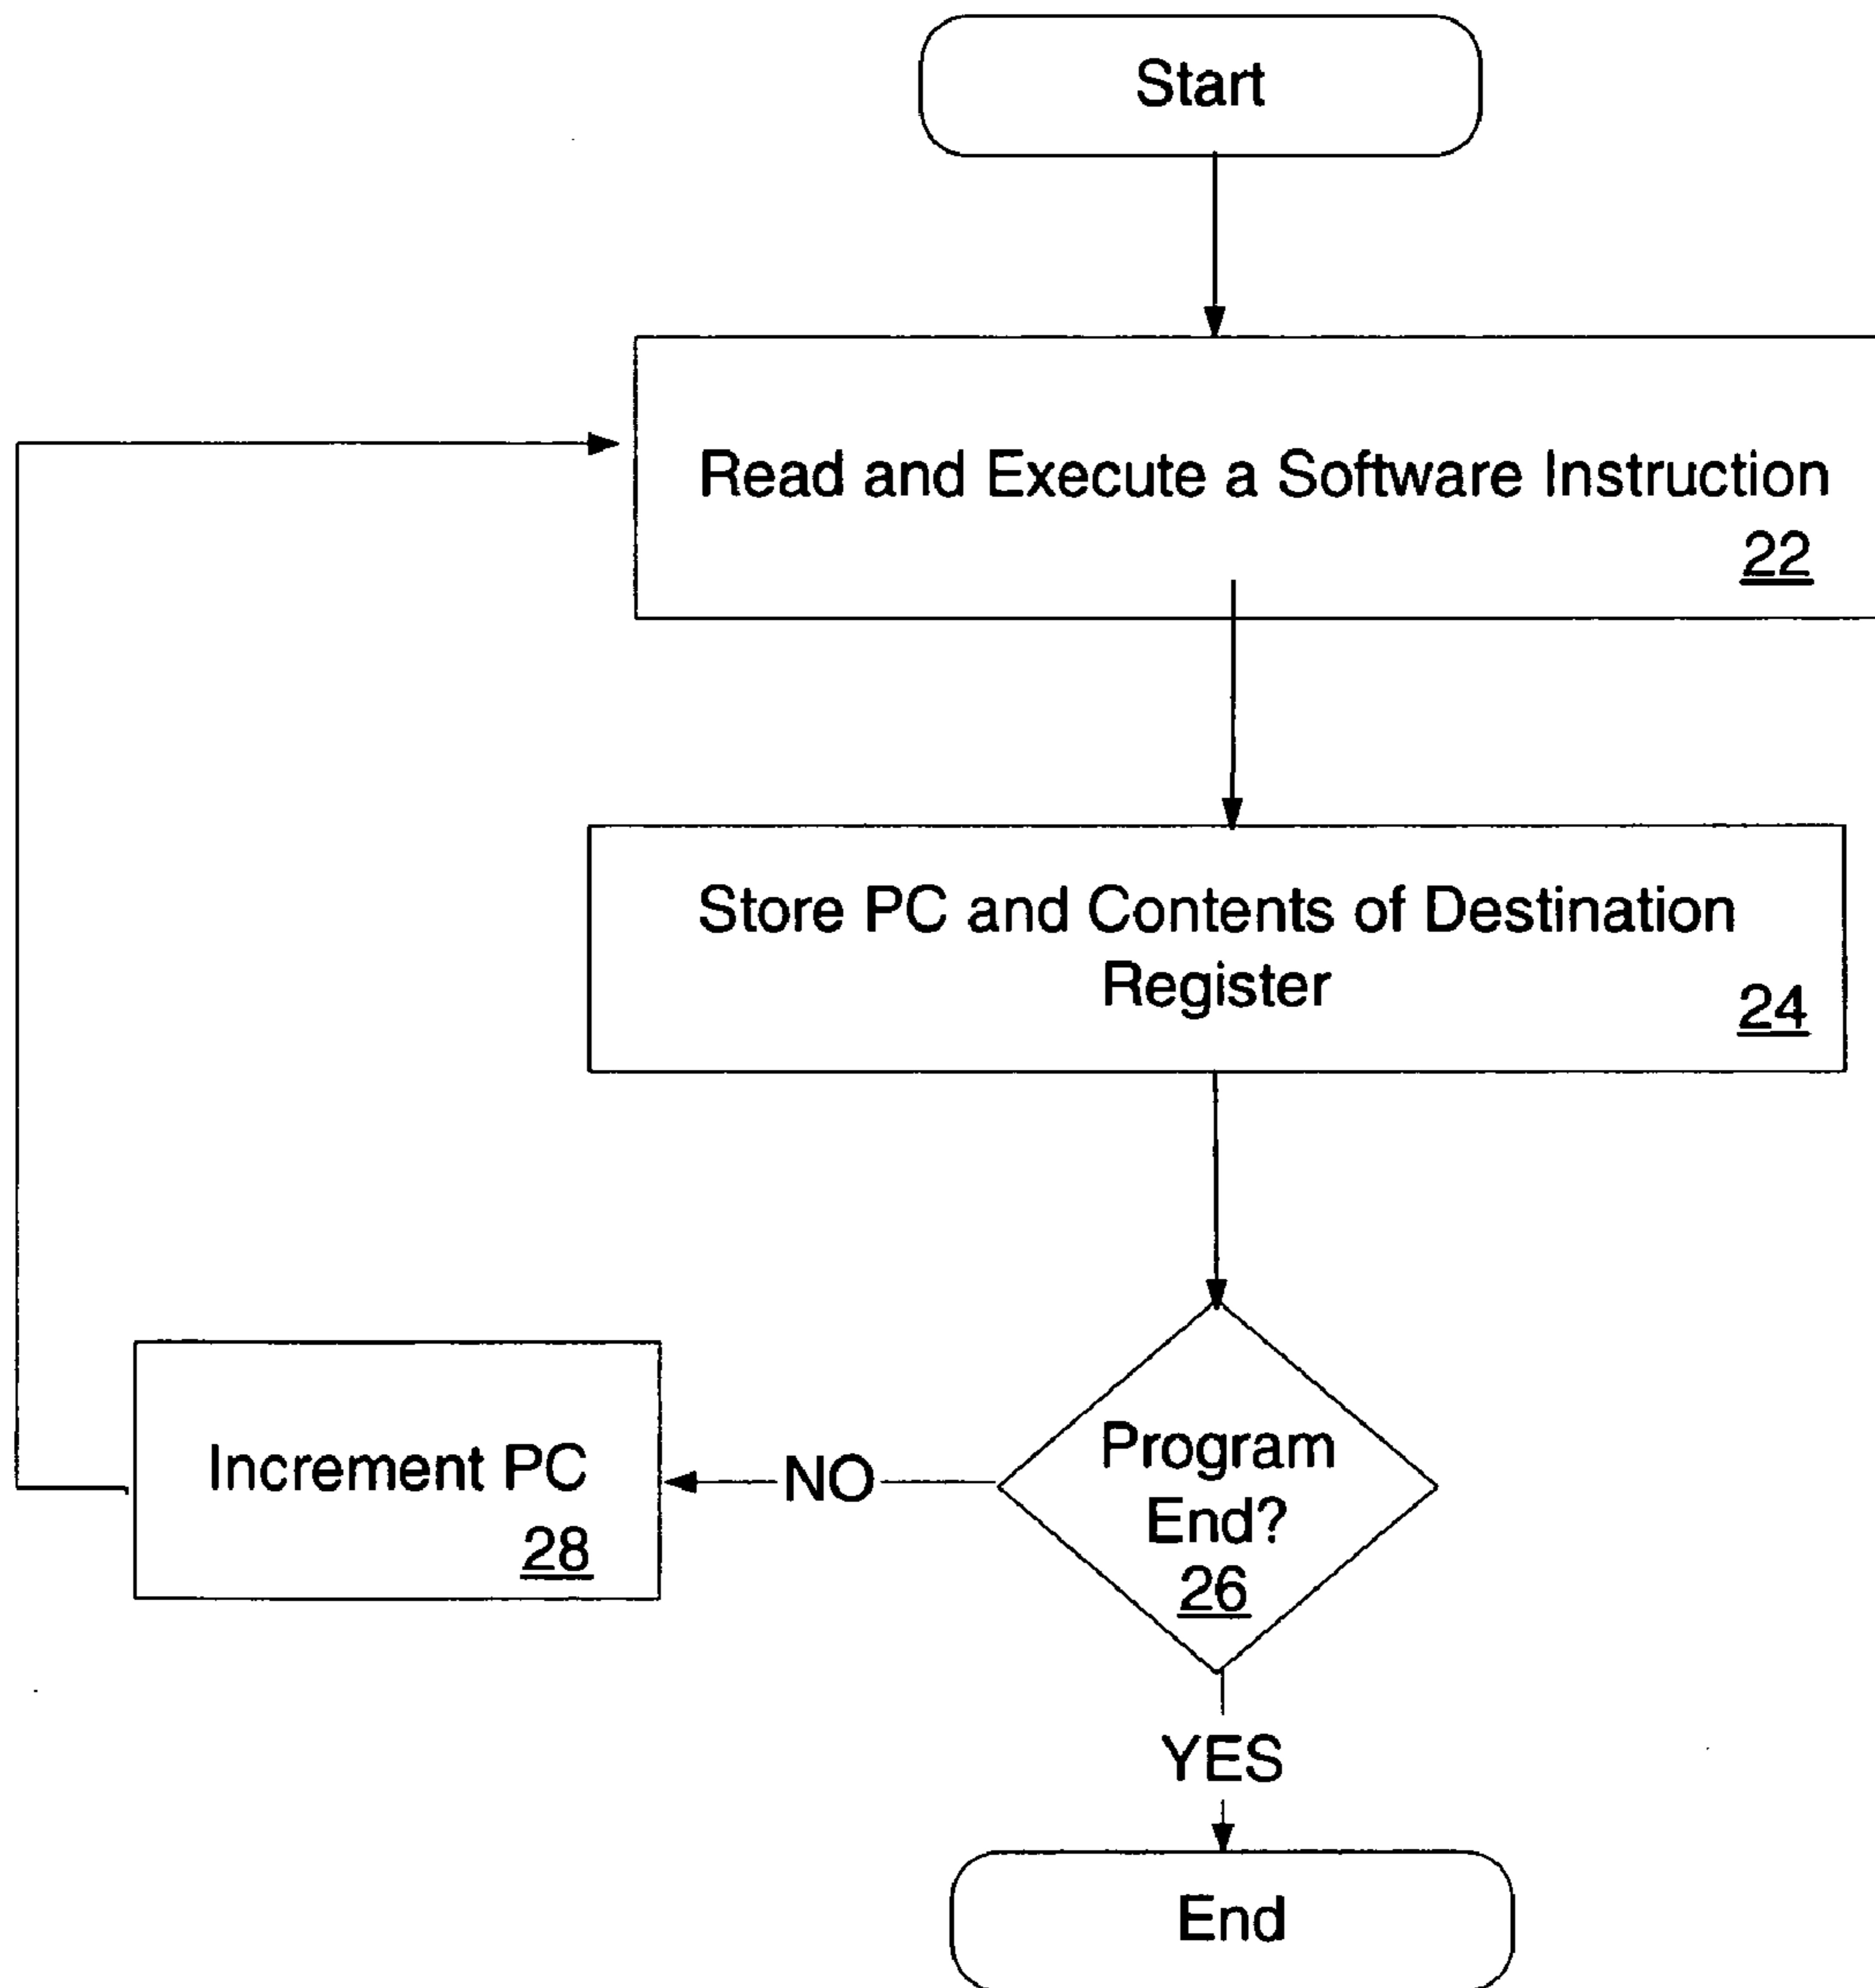 Start
Read and Execute a Software Instruction
22
Store PC and Contents of Destination
Register
24
Program
End?
26
NO
Increment PC
28
YES
End